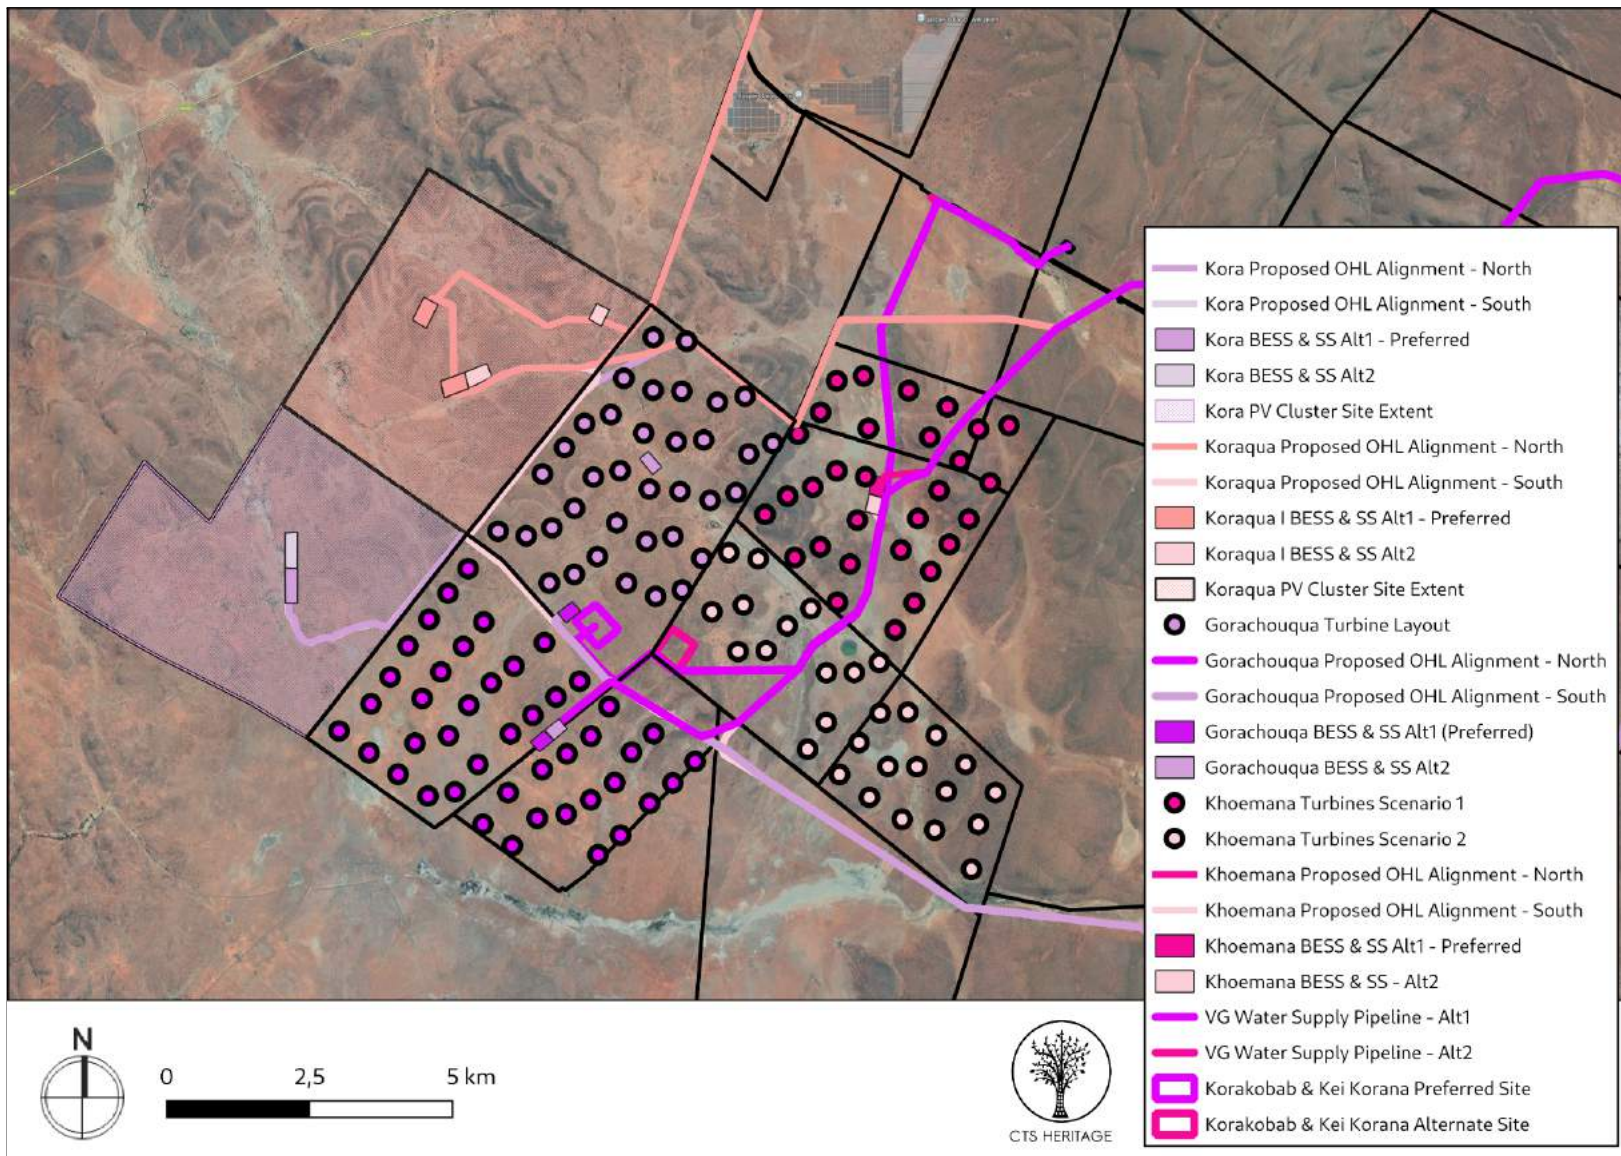 Kora Proposed OHL Alignment - North
Kora Proposed OHL Alignment - South
Kora BESS & SS Alt1 - Preferred
Kora BESS & SS Alt2
Kora PV Cluster Site Extent
Koraqua Proposed OHL Alignment - North
Koraqua Proposed OHL Alignment - South
Koraqua I BESS & SS Alt1 - Preferred
Koraqua I BESS & SS Alt2
Koraqua PV Cluster Site Extent
Gorachouqua Turbine Layout
Gorachouqua Proposed OHL Alignment - North
Gorachouqua Proposed OHL Alignment - South
Gorachouqa BESS & SS Alt1 (Preferred)
Gorachouqua BESS & SS Alt2
Khoemana Turbines Scenario 1
Khoemana Turbines Scenario 2
Khoemana Proposed OHL Alignment - North
Khoemana Proposed OHL Alignment - South
Khoemana BESS & SS Alt1 - Preferred
Khoemana BESS & SS - Alt2
VG Water Supply Pipeline - Alt1
VG Water Supply Pipeline - Alt2
Korakobab & Kei Korana Preferred Site
Korakobab & Kei Korana Alternate Site
N
0 2,5 5 km
CTS HERITAGE